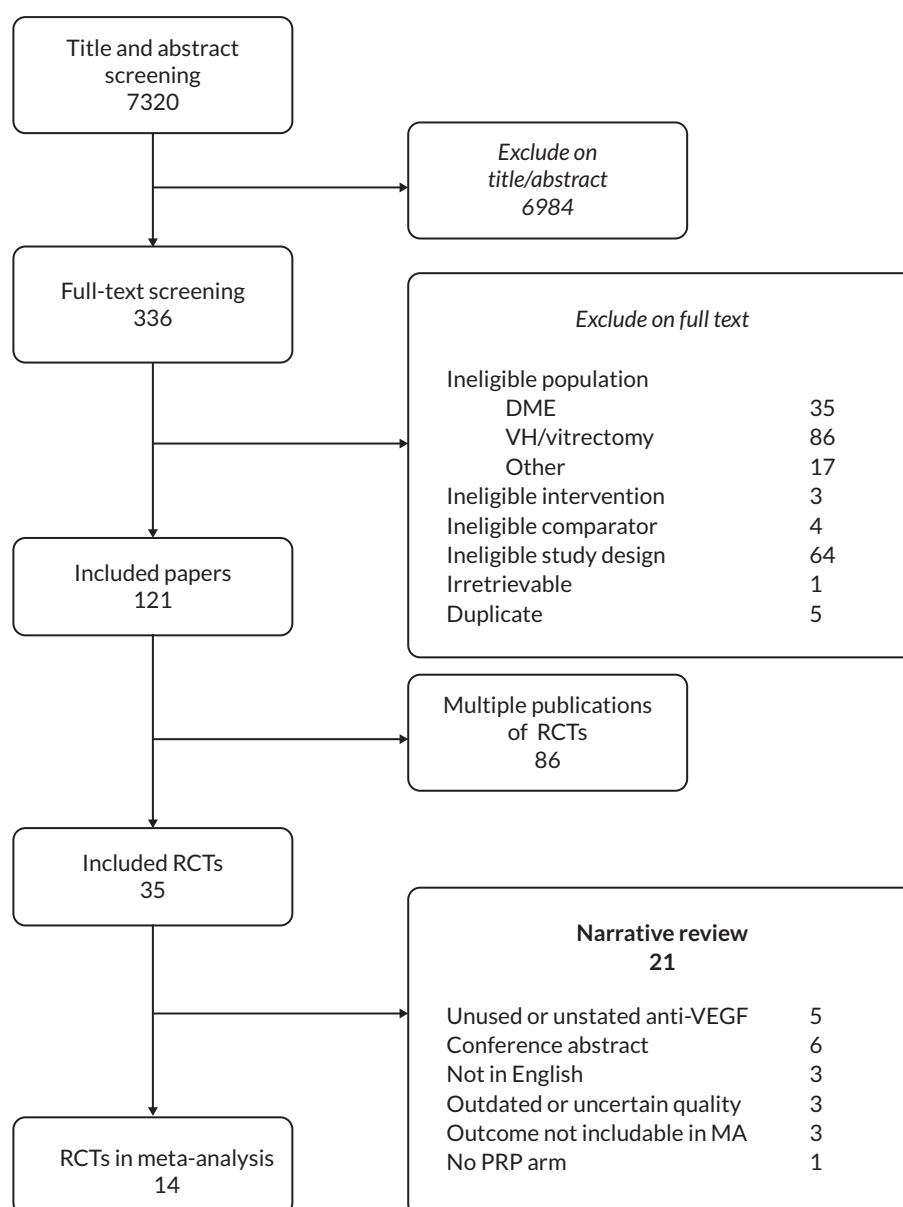 Title and abstract
screening
7320
Exclude on
title/abstract
6984
Full-text screening
336
Exclude on full text
Ineligible population
DME 35
VH/vitrectomy 86
Other 17
Ineligible intervention 3
Ineligible comparator 4
Ineligible study design 64
Irretrievable 1
Duplicate 5
Included papers
121
Multiple publications
of RCTs
86
Included RCTs
35
Narrative review
21
Unused or unstated anti-VEGF 5
Conference abstract 6
Not in English 3
Outdated or uncertain quality 3
Outcome not includable in MA 3
No PRP arm 1
RCTs in meta-analysis
14